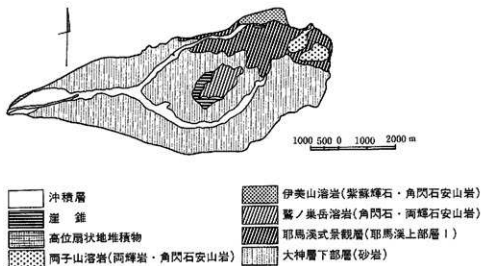 1000 500 0 1000 2000 m
沖積層
崖錐
高位扇状地堆積物
両子山溶岩(両輝岩・角閃石安山岩)
伊美山溶岩(紫蘇輝石・角閃石安山岩)
鷲ノ巣岳溶岩(角閃石・両輝石安山岩)
耶馬渓式景観層(耶馬渓上部層Ⅰ)
大神層下部層(砂岩)